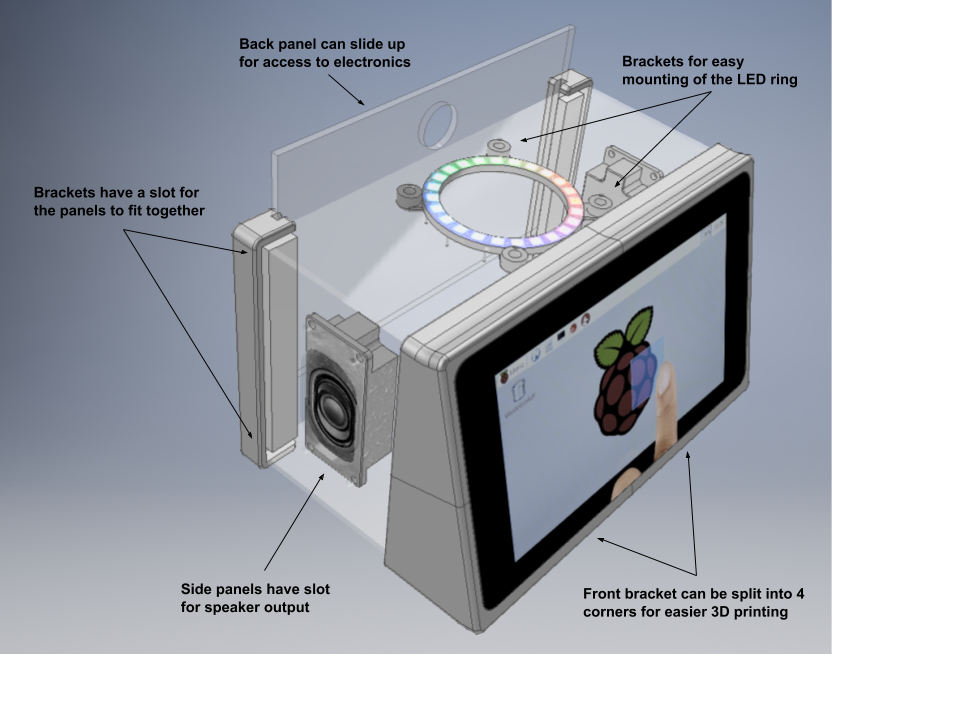 Back panel can slide up
for access to electronics
Brackets for easy
mounting of the LED ring
Brackets have a slot for
the panels to fit together
Side panels have slot
for speaker output
Front bracket can be split into 4
corners for easier 3D printing